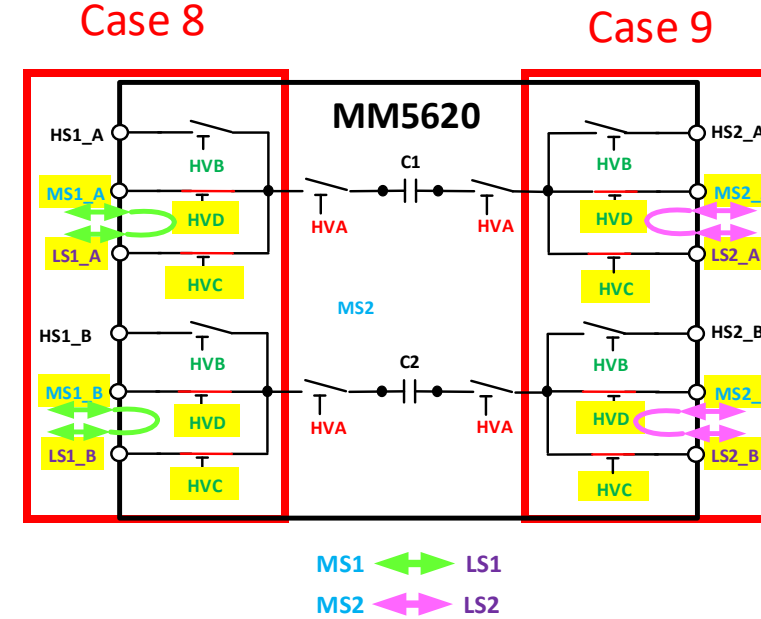 Case 8
Case 9
MM5620
HS1_A
HVB
MS1_A
HVD
LS1_A
HVC
HVA
C1
HVA
HVB
HS2_A
MS2_
HVD
LS2_A
HVC
MS2
HS1_B
HVB
MS1_B
HVD
LS1_B
HVC
HVA
C2
HVA
HVB
HS2_B
MS2_
HVD
LS2_B
HVC
MS1 LS1
MS2 LS2